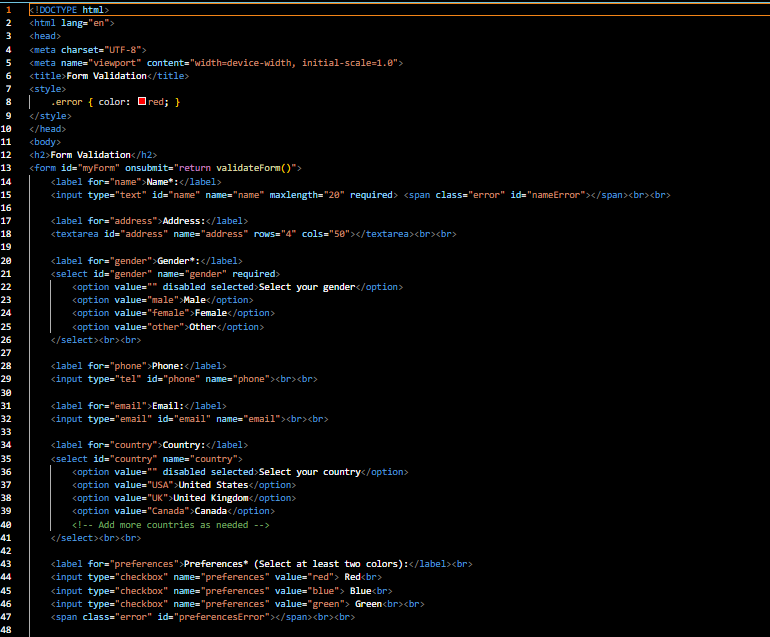 1 <!DOCTYPE html>
2 <html lang="en">
3 <head>
4 <meta charset="UTF-8">
5 <meta name="viewport" content="width=device-width, initial-scale=1.0">
6 <title>Form Validation</title>
7 <style>
8     .error { color: red; }
9 </style>
10 </head>
11 <body>
12 <h2>Form Validation</h2>
13 <form id="myForm" onsubmit="return validateForm()">
14     <label for="name">Name*:</label>
15     <input type="text" id="name" name="name" maxlength="20" required> <span class="error" id="nameError"></span><br><br>
16
17     <label for="address">Address:</label>
18     <textarea id="address" name="address" rows="4" cols="50"></textarea><br><br>
19
20     <label for="gender">Gender*:</label>
21     <select id="gender" name="gender" required>
22         <option value="" disabled selected>Select your gender</option>
23         <option value="male">Male</option>
24         <option value="female">Female</option>
25         <option value="other">Other</option>
26     </select><br><br>
27
28     <label for="phone">Phone:</label>
29     <input type="tel" id="phone" name="phone"><br><br>
30
31     <label for="email">Email:</label>
32     <input type="email" id="email" name="email"><br><br>
33
34     <label for="country">Country:</label>
35     <select id="country" name="country">
36         <option value="" disabled selected>Select your country</option>
37         <option value="USA">United States</option>
38         <option value="UK">United Kingdom</option>
39         <option value="Canada">Canada</option>
40         <!-- Add more countries as needed -->
41     </select><br><br>
42
43     <label for="preferences">Preferences* (Select at least two colors):</label><br>
44     <input type="checkbox" name="preferences" value="red"> Red<br>
45     <input type="checkbox" name="preferences" value="blue"> Blue<br>
46     <input type="checkbox" name="preferences" value="green"> Green<br><br>
47     <span class="error" id="preferencesError"></span><br><br>
48